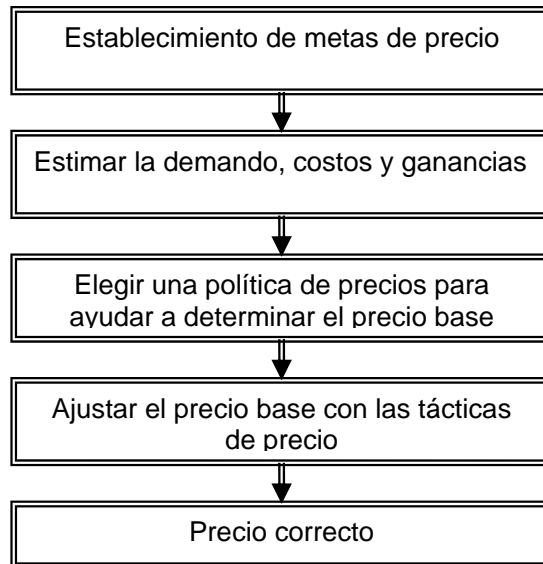 Establecimiento de metas de precio
Estimar la demando, costos y ganancias
Elegir una política de precios para
ayudar a determinar el precio base
Ajustar el precio base con las tácticas
de precio
Precio correcto